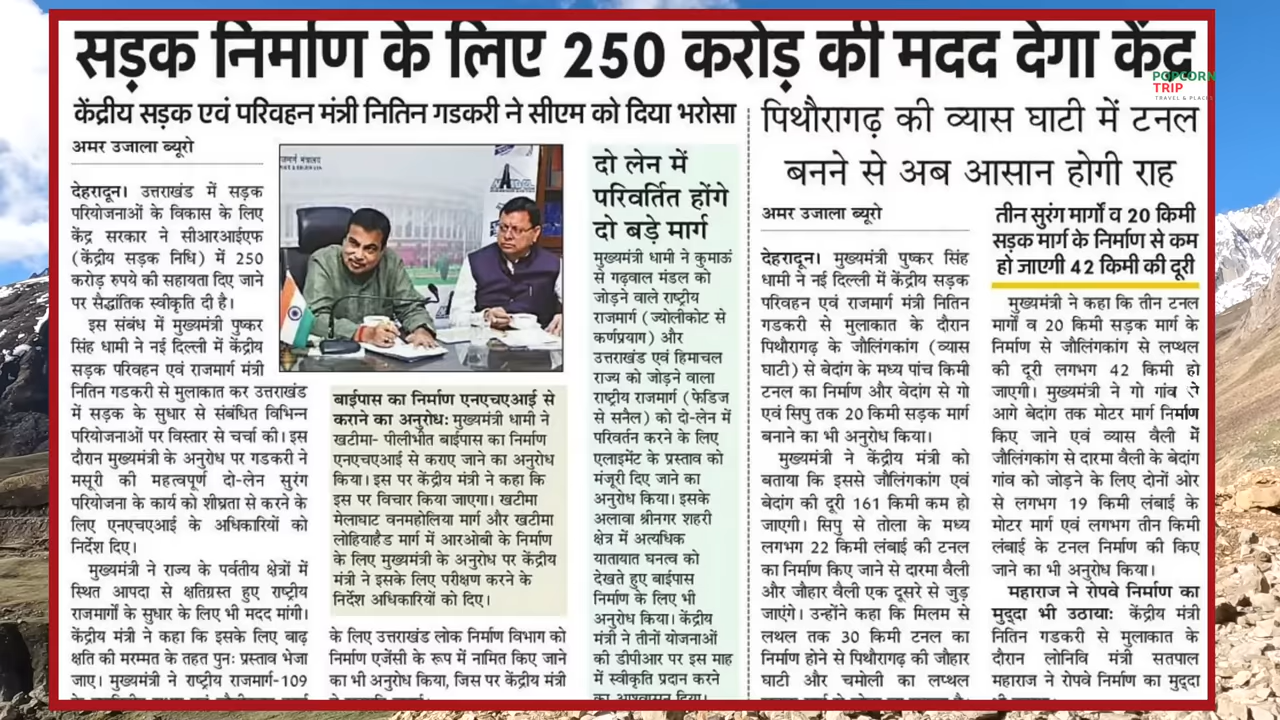 सड़क निर्माण के लिए 250 करोड़ की मदद देगा केंद्र
POPCORN
TRIP
TRAVEL & PLACES
केंद्रीय सड़क एवं परिवहन मंत्री नितिन गडकरी ने सीएम को दिया भरोसा
अमर उजाला ब्यूरो
देहरादून। उत्तराखंड में सड़क
परियोजनाओं के विकास के लिए
केंद्र सरकार ने सीआरआईएफ
(केंद्रीय सड़क निधि) में 250
करोड़ रुपये की सहायता दिए जाने
पर सैद्धांतिक स्वीकृति दी है।
इस संबंध में मुख्यमंत्री पुष्कर
सिंह धामी ने नई दिल्ली में केंद्रीय
सड़क परिवहन एवं राजमार्ग मंत्री
नितिन गडकरी से मुलाकात कर उत्तराखंड
में सड़क के सुधार से संबंधित विभिन्न
परियोजनाओं पर विस्तार से चर्चा की। इस
दौरान मुख्यमंत्री के अनुरोध पर गडकरी ने
मसूरी की महत्वपूर्ण दो-लेन सुरंग
परियोजना के कार्य को शीघ्रता से करने के
लिए एनएचएआई के अधिकारियों को
निर्देश दिए।
मुख्यमंत्री ने राज्य के पर्वतीय क्षेत्रों में
स्थित आपदा से क्षतिग्रस्त हुए राष्ट्रीय
राजमार्गों के सुधार के लिए भी मदद मांगी।
केंद्रीय मंत्री ने कहा कि इसके लिए बाढ़
क्षति की मरम्मत के तहत पुनः प्रस्ताव भेजा
जाए। मुख्यमंत्री ने राष्ट्रीय राजमार्ग-109
बाईपास का निर्माण एनएचएआई से
कराने का अनुरोध: मुख्यमंत्री धामी ने
खटीमा- पीलीभीत बाईपास का निर्माण
एनएचएआई से कराए जाने का अनुरोध
किया। इस पर केंद्रीय मंत्री ने कहा कि
इस पर विचार किया जाएगा। खटीमा
मेलाघाट वनमहोलिया मार्ग और खटीमा
लोहियाहैड मार्ग में आरओबी के निर्माण
के लिए मुख्यमंत्री के अनुरोध पर केंद्रीय
मंत्री ने इसके लिए परीक्षण करने के
निर्देश अधिकारियों को दिए।
के लिए उत्तराखंड लोक निर्माण विभाग को
निर्माण एजेंसी के रूप में नामित किए जाने
का भी अनुरोध किया, जिस पर केंद्रीय मंत्री
दो लेन में
परिवर्तित होंगे
दो बड़े मार्ग
मुख्यमंत्री धामी ने कुमाऊं
से गढ़वाल मंडल को
जोड़ने वाले राष्ट्रीय
राजमार्ग (ज्योलीकोट से
कर्णप्रयाग) और
उत्तराखंड एवं हिमाचल
राज्य को जोड़ने वाला
राष्ट्रीय राजमार्ग (फेडिज
से सनैल) को दो-लेन में
परिवर्तन करने के लिए
एलाइमेंट के प्रस्ताव को
मंजूरी दिए जाने का
अनुरोध किया। इसके
अलावा श्रीनगर शहरी
क्षेत्र में अत्यधिक
यातायात घनत्व को
देखते हुए बाईपास
निर्माण के लिए भी
अनुरोध किया। केंद्रीय
मंत्री ने तीनों योजनाओं
की डीपीआर पर इस माह
में स्वीकृति प्रदान करने
का आश्वासन दिया।
पिथौरागढ़ की व्यास घाटी में टनल
बनने से अब आसान होगी राह
अमर उजाला ब्यूरो
देहरादून। मुख्यमंत्री पुष्कर सिंह
धामी ने नई दिल्ली में केंद्रीय सड़क
परिवहन एवं राजमार्ग मंत्री नितिन
गडकरी से मुलाकात के दौरान
पिथौरागढ़ के जौलिंगकांग (व्यास
घाटी) से बेदांग के मध्य पांच किमी
टनल का निर्माण और वेदांग से गो
एवं सिपु तक 20 किमी सड़क मार्ग
बनाने का भी अनुरोध किया।
मुख्यमंत्री ने केंद्रीय मंत्री को
बताया कि इससे जौलिंगकांग एवं
बेदांग की दूरी 161 किमी कम हो
जाएगी। सिपु से तोला के मध्य
लगभग 22 किमी लंबाई की टनल
का निर्माण किए जाने से दारमा वैली
और जौहार वैली एक दूसरे से जुड़
जाएंगे। उन्होंने कहा कि मिलम से
लथल तक 30 किमी टनल का
निर्माण होने से पिथौरागढ़ की जौहार
घाटी और चमोली का लप्थल
तीन सुरंग मार्गों व 20 किमी
सड़क मार्ग के निर्माण से कम
हो जाएगी 42 किमी की दूरी
मुख्यमंत्री ने कहा कि तीन टनल
मार्गों व 20 किमी सड़क मार्ग के
निर्माण से जौलिंगकांग से लप्थल
की दूरी लगभग 42 किमी हो
जाएगी। मुख्यमंत्री ने गो गांव से
आगे बेदांग तक मोटर मार्ग निर्माण
किए जाने एवं व्यास वैली में
जौलिंगकांग से दारमा वैली के बेदांग
गांव को जोड़ने के लिए दोनों ओर
से लगभग 19 किमी लंबाई के
मोटर मार्ग एवं लगभग तीन किमी
लंबाई के टनल निर्माण की किए
जाने का भी अनुरोध किया।
महाराज ने रोपवे निर्माण का
मुद्दा भी उठाया: केंद्रीय मंत्री
नितिन गडकरी से मुलाकात के
दौरान लोनिवि मंत्री सतपाल
महाराज ने रोपवे निर्माण का मुद्दा